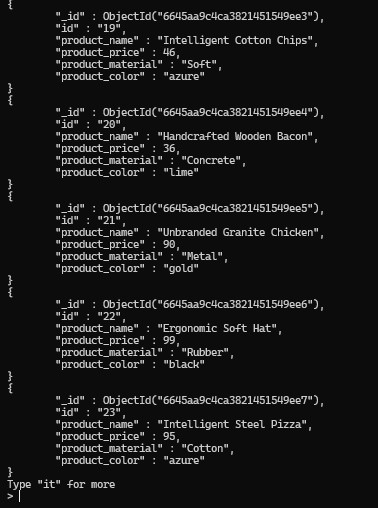 {
        "_id" : ObjectId("6645aa9c4ca3821451549ee3"),
        "id" : "19",
        "product_name" : "Intelligent Cotton Chips",
        "product_price" : 46,
        "product_material" : "Soft",
        "product_color" : "azure"
}
{
        "_id" : ObjectId("6645aa9c4ca3821451549ee4"),
        "id" : "20",
        "product_name" : "Handcrafted Wooden Bacon",
        "product_price" : 36,
        "product_material" : "Concrete",
        "product_color" : "lime"
}
{
        "_id" : ObjectId("6645aa9c4ca3821451549ee5"),
        "id" : "21",
        "product_name" : "Unbranded Granite Chicken",
        "product_price" : 90,
        "product_material" : "Metal",
        "product_color" : "gold"
}
{
        "_id" : ObjectId("6645aa9c4ca3821451549ee6"),
        "id" : "22",
        "product_name" : "Ergonomic Soft Hat",
        "product_price" : 99,
        "product_material" : "Rubber",
        "product_color" : "black"
}
{
        "_id" : ObjectId("6645aa9c4ca3821451549ee7"),
        "id" : "23",
        "product_name" : "Intelligent Steel Pizza",
        "product_price" : 95,
        "product_material" : "Cotton",
        "product_color" : "azure"
}
Type "it" for more
>